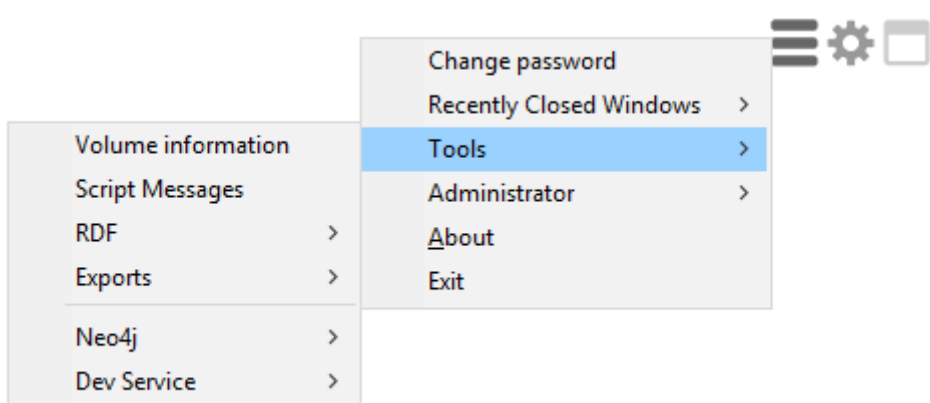 Change password
Recently Closed Windows
Tools
Administrator
About
Exit
Volume information
Script Messages
RDF
Exports
Neo4j
Dev Service